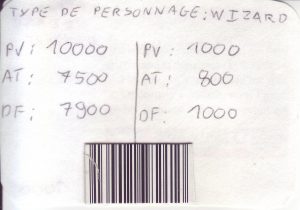 TYPE DE PERSONNAGE: WIZARD
PV: 10000 PV: 1000
AT: 7500 AT: 800
DF: 7900 DF: 1000